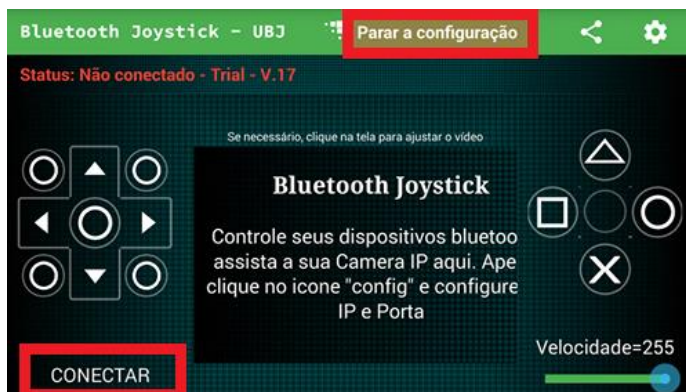 Bluetooth Joystick - UBJ
Parar a configuração
Status: Não conectado - Trial - V.17
Se necessário, clique na tela para ajustar o vídeo
Bluetooth Joystick
Controle seus dispositivos bluetoo
assista a sua Camera IP aqui. Ape
clique no icone "config" e configure
IP e Porta
Velocidade=255
CONECTAR